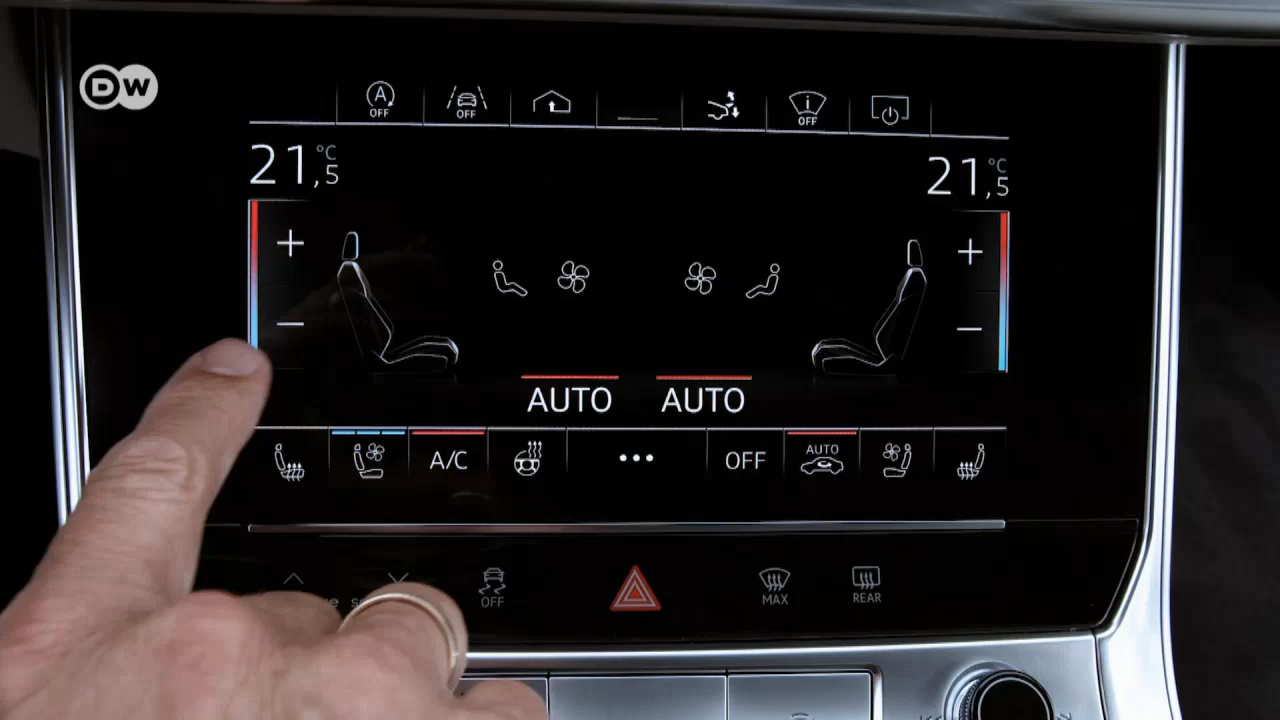 DW
A
OFF
OFF
i
OFF
21,5 °C
21,5 °C
AUTO AUTO
A/C
OFF
AUTO
OFF
MAX
REAR